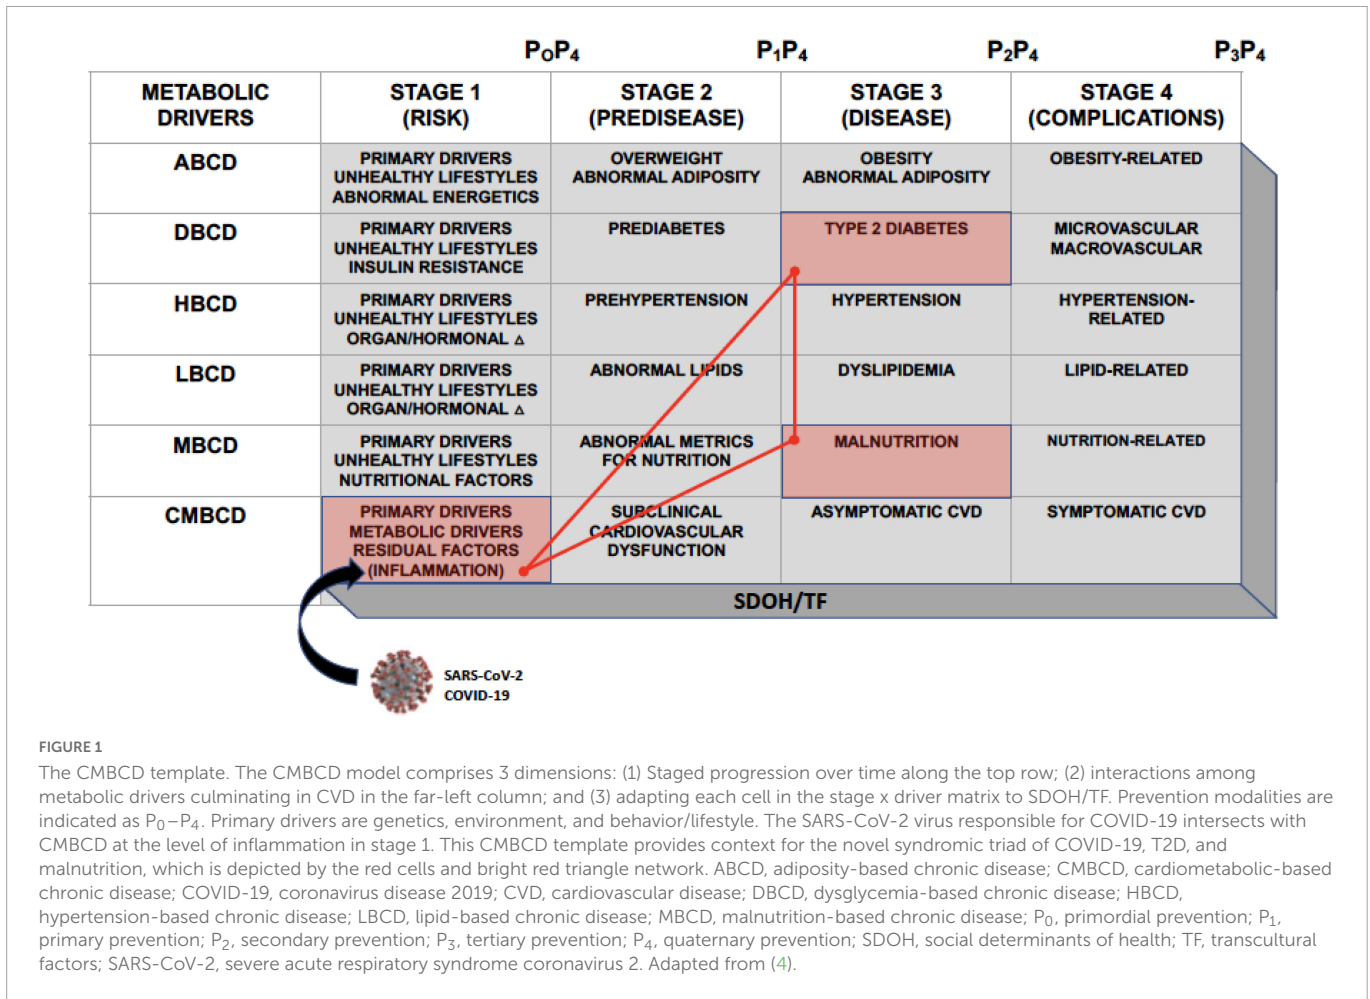 P₀P₄ P₁P₄ P₂P₄ P₃P₄
METABOLIC DRIVERS STAGE 1 (RISK) STAGE 2 (PREDISEASE) STAGE 3 (DISEASE) STAGE 4 (COMPLICATIONS)
ABCD
PRIMARY DRIVERS
UNHEALTHY LIFESTYLES
ABNORMAL ENERGETICS
OVERWEIGHT
ABNORMAL ADIPOSITY
OBESITY
ABNORMAL ADIPOSITY
OBESITY-RELATED
DBCD
PRIMARY DRIVERS
UNHEALTHY LIFESTYLES
INSULIN RESISTANCE
PREDIABETES
TYPE 2 DIABETES
MICROVASCULAR
MACROVASCULAR
HBCD
PRIMARY DRIVERS
UNHEALTHY LIFESTYLES
ORGAN/HORMONAL Δ
PREHYPERTENSION
HYPERTENSION
HYPERTENSION-
RELATED
LBCD
PRIMARY DRIVERS
UNHEALTHY LIFESTYLES
ORGAN/HORMONAL Δ
ABNORMAL LIPIDS
DYSLIPIDEMIA
LIPID-RELATED
MBCD
PRIMARY DRIVERS
UNHEALTHY LIFESTYLES
NUTRITIONAL FACTORS
ABNORMAL METRICS
FOR NUTRITION
MALNUTRITION
NUTRITION-RELATED
CMBCD
PRIMARY DRIVERS
METABOLIC DRIVERS
RESIDUAL FACTORS
(INFLAMMATION)
SUBCLINICAL
CARDIOVASCULAR
DYSFUNCTION
ASYMPTOMATIC CVD
SYMPTOMATIC CVD
SDOH/TF
SARS-CoV-2
COVID-19
FIGURE 1
The CMBCD template. The CMBCD model comprises 3 dimensions: (1) Staged progression over time along the top row; (2) interactions among
metabolic drivers culminating in CVD in the far-left column; and (3) adapting each cell in the stage x driver matrix to SDOH/TF. Prevention modalities are
indicated as P₀–P₄. Primary drivers are genetics, environment, and behavior/lifestyle. The SARS-CoV-2 virus responsible for COVID-19 intersects with
CMBCD at the level of inflammation in stage 1. This CMBCD template provides context for the novel syndromic triad of COVID-19, T2D, and
malnutrition, which is depicted by the red cells and bright red triangle network. ABCD, adiposity-based chronic disease; CMBCD, cardiometabolic-based
chronic disease; COVID-19, coronavirus disease 2019; CVD, cardiovascular disease; DBCD, dysglycemia-based chronic disease; HBCD,
hypertension-based chronic disease; LBCD, lipid-based chronic disease; MBCD, malnutrition-based chronic disease; P₀, primordial prevention; P₁,
primary prevention; P₂, secondary prevention; P₃, tertiary prevention; P₄, quaternary prevention; SDOH, social determinants of health; TF, transcultural
factors; SARS-CoV-2, severe acute respiratory syndrome coronavirus 2. Adapted from (4).